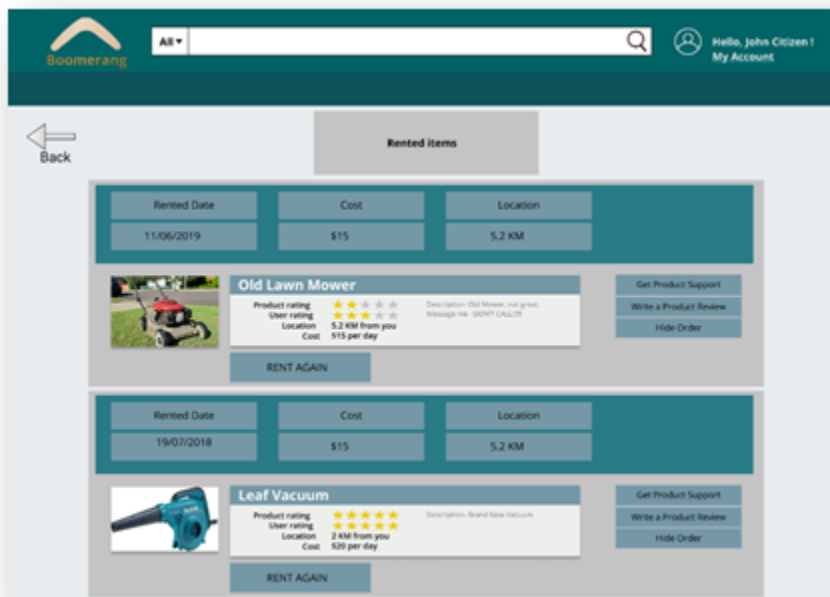 All
Hello, John Citizen !
My Account
Boomerang
Back
Rented items
Rented Date Cost Location
11/06/2019 $15 5.2 KM
Old Lawn Mower
Product rating
User rating
Location 5.2 KM from you
Cost $15 per day
Description: Old Mower, not great.
Message me - DON'T CALL!!!
Get Product Support
Write a Product Review
Hide Order
RENT AGAIN
Rented Date Cost Location
19/07/2018 $15 5.2 KM
Leaf Vacuum
Product rating
User rating
Location 2 KM from you
Cost $20 per day
Description: Brand New Vacuum
Get Product Support
Write a Product Review
Hide Order
RENT AGAIN